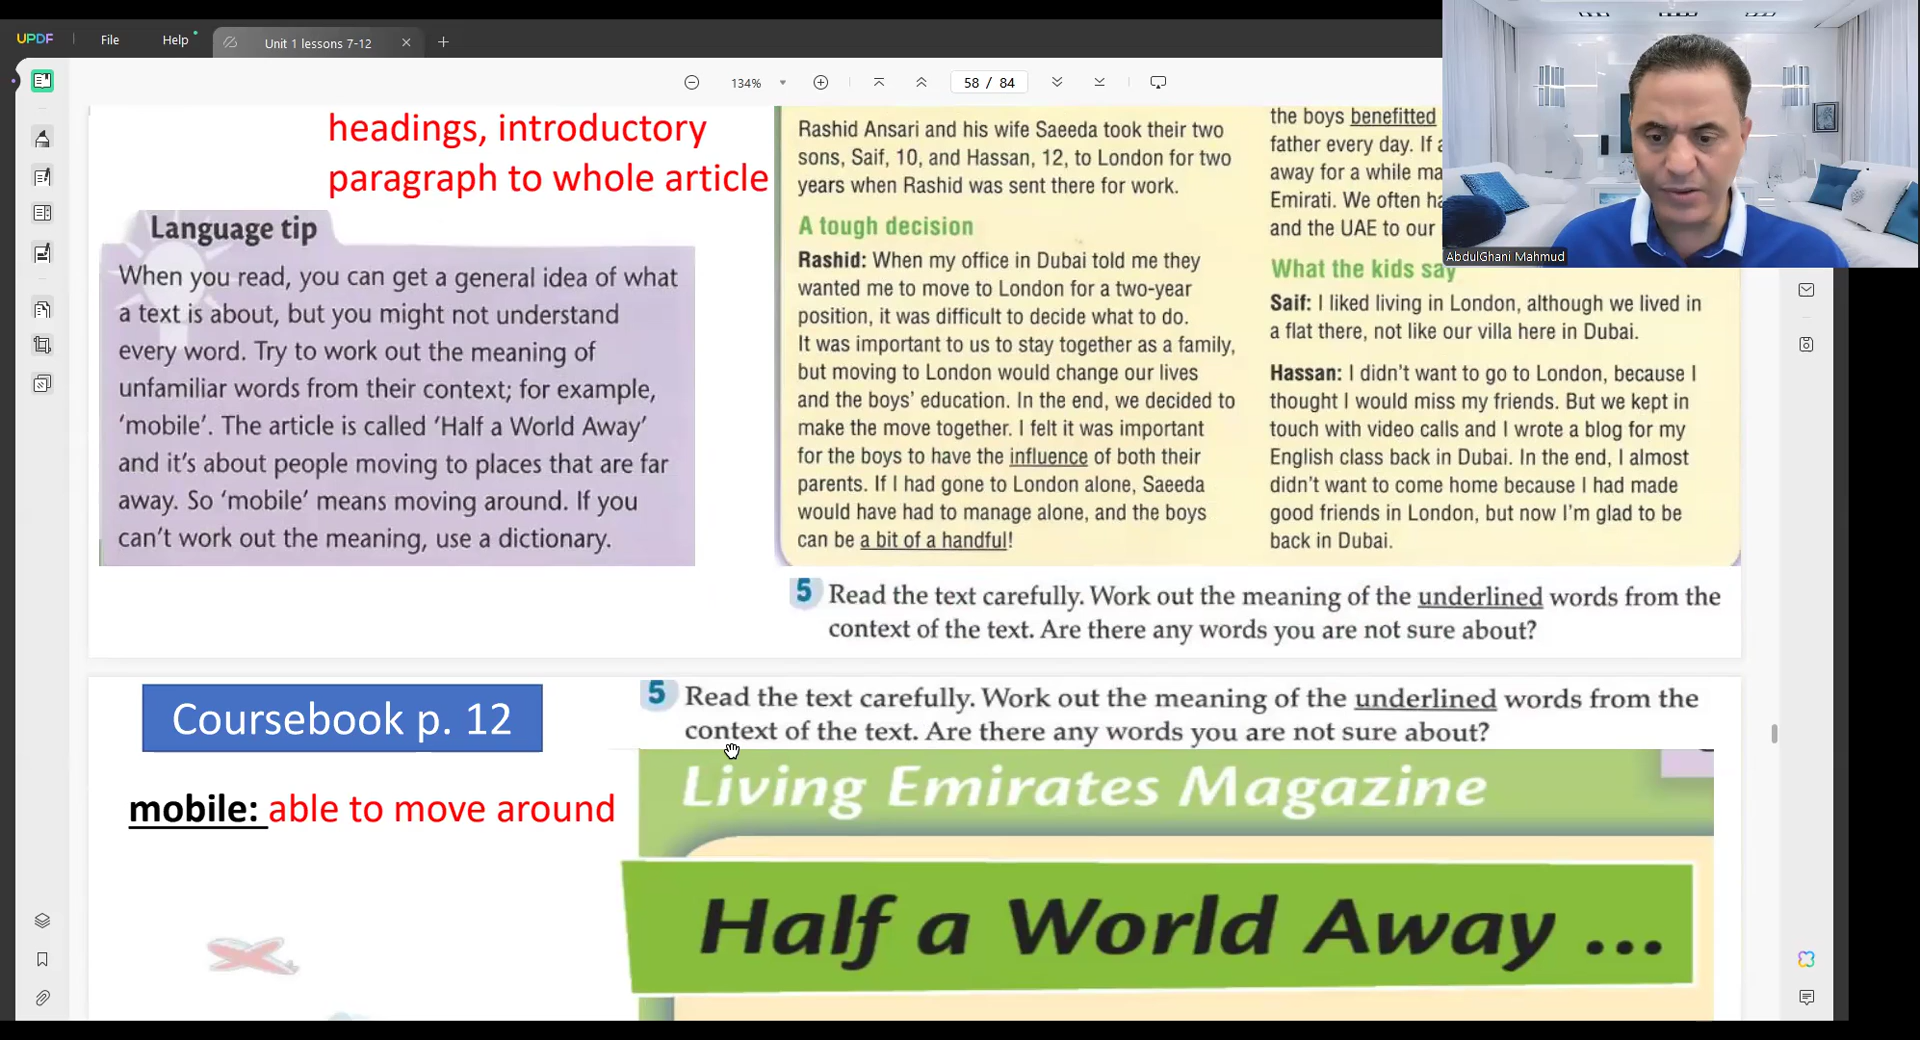 UPDF
File
Help
Unit 1 lessons 7-12
134%
58 / 84
headings, introductory
paragraph to whole article
Language tip
When you read, you can get a general idea of what
a text is about, but you might not understand
every word. Try to work out the meaning of
unfamiliar words from their context; for example,
'mobile'. The article is called 'Half a World Away'
and it's about people moving to places that are far
away. So 'mobile' means moving around. If you
can't work out the meaning, use a dictionary.
Rashid Ansari and his wife Saeeda took their two
sons, Saif, 10, and Hassan, 12, to London for two
years when Rashid was sent there for work.
A tough decision
Rashid: When my office in Dubai told me they
wanted me to move to London for a two-year
position, it was difficult to decide what to do.
It was important to us to stay together as a family,
but moving to London would change our lives
and the boys' education. In the end, we decided to
make the move together. I felt it was important
for the boys to have the influence of both their
parents. If I had gone to London alone, Saeeda
would have had to manage alone, and the boys
can be a bit of a handful!
the boys benefitted
father every day. If
away for a while
Emirati. We often
and the UAE to our
What the kids say
Saif: I liked living in London, although we lived in
a flat there, not like our villa here in Dubai.
Hassan: I didn't want to go to London, because I
thought I would miss my friends. But we kept in
touch with video calls and I wrote a blog for my
English class back in Dubai. In the end, I almost
didn't want to come home because I had made
good friends in London, but now I'm glad to be
back in Dubai.
AbdulGhani Mahmud
5 Read the text carefully. Work out the meaning of the underlined words from the
context of the text. Are there any words you are not sure about?
Coursebook p. 12
mobile: able to move around
5 Read the text carefully. Work out the meaning of the underlined words from the
context of the text. Are there any words you are not sure about?
Living Emirates Magazine
Half a World Away ...